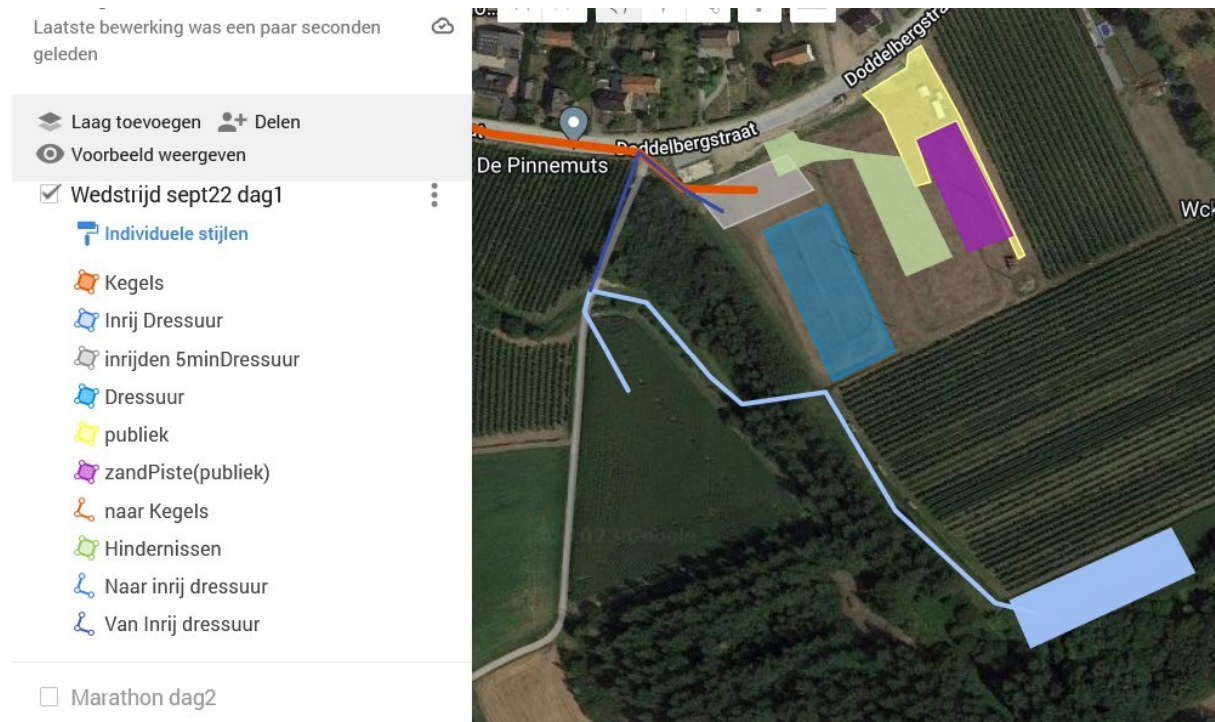 Laatste bewerking was een paar seconden
geleden
Laag toevoegen
Delen
Voorbeeld weergeven
Wedstrijd sept22 dag1
Individuele stijlen
Kegels
Inrij Dressuur
inrijden 5minDressuur
Dressuur
publiek
zandPiste(publiek)
naar Kegels
Hindernissen
Naar inrij dressuur
Van Inrij dressuur
Marathon dag2
Doddelbergstraat
Doddelbergstraat
De Pinnemuts
Google